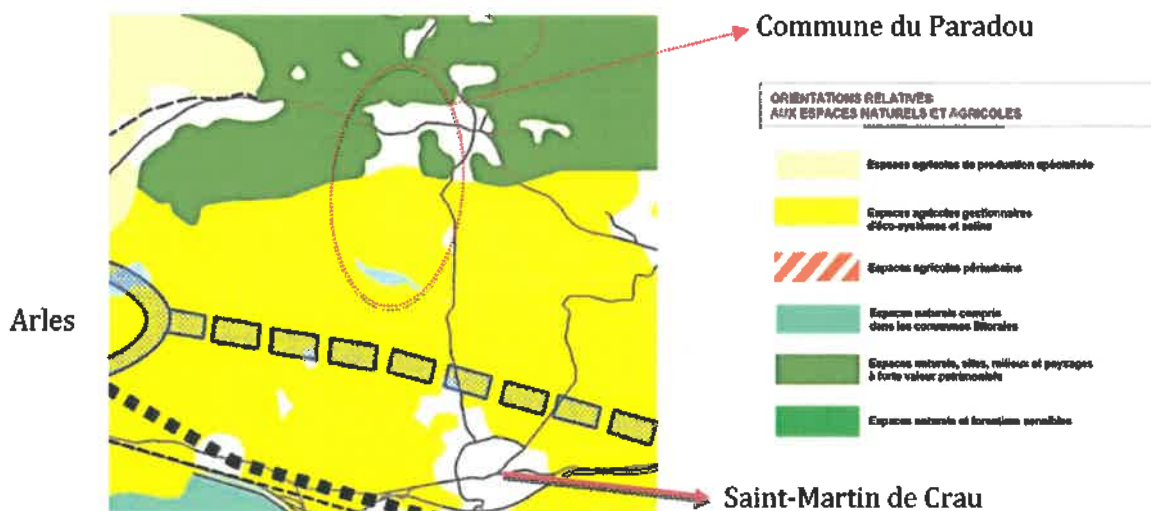 Commune du Paradou
ORIENTATIONS RELATIVES
AUX ESPACES NATURELS ET AGRICOLES
Espaces agricoles de production spécialisée
Espaces agricoles gestionnaires
d'éco-systèmes et salins
Espaces agricoles périurbains
Espaces naturels compris
dans les communes littorales
Espaces naturels, sites, milieux et paysages
à forte valeur patrimoniale
Espaces naturels et formations sensibles
Arles
Saint-Martin de Crau